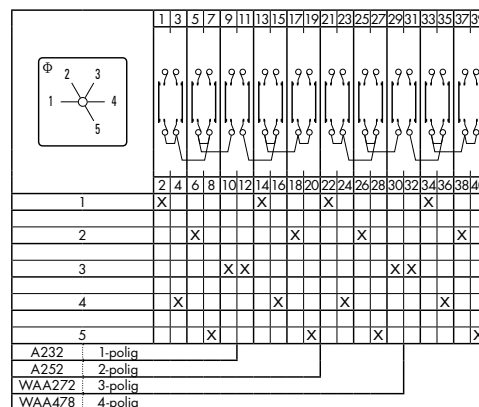 1 3 5 7 9 11 13 15 17 19 21 23 25 27 29 31 33 35 37 39
Φ
2 3
1 4
5
2 4 6 8 10 12 14 16 18 20 22 24 26 28 30 32 34 36 38 40
1 X X X X
2 X X X X
3 X X X X
4 X X X X
5 X X X X
A232 1-polig
A252 2-polig
WAA272 3-polig
WAA478 4-polig